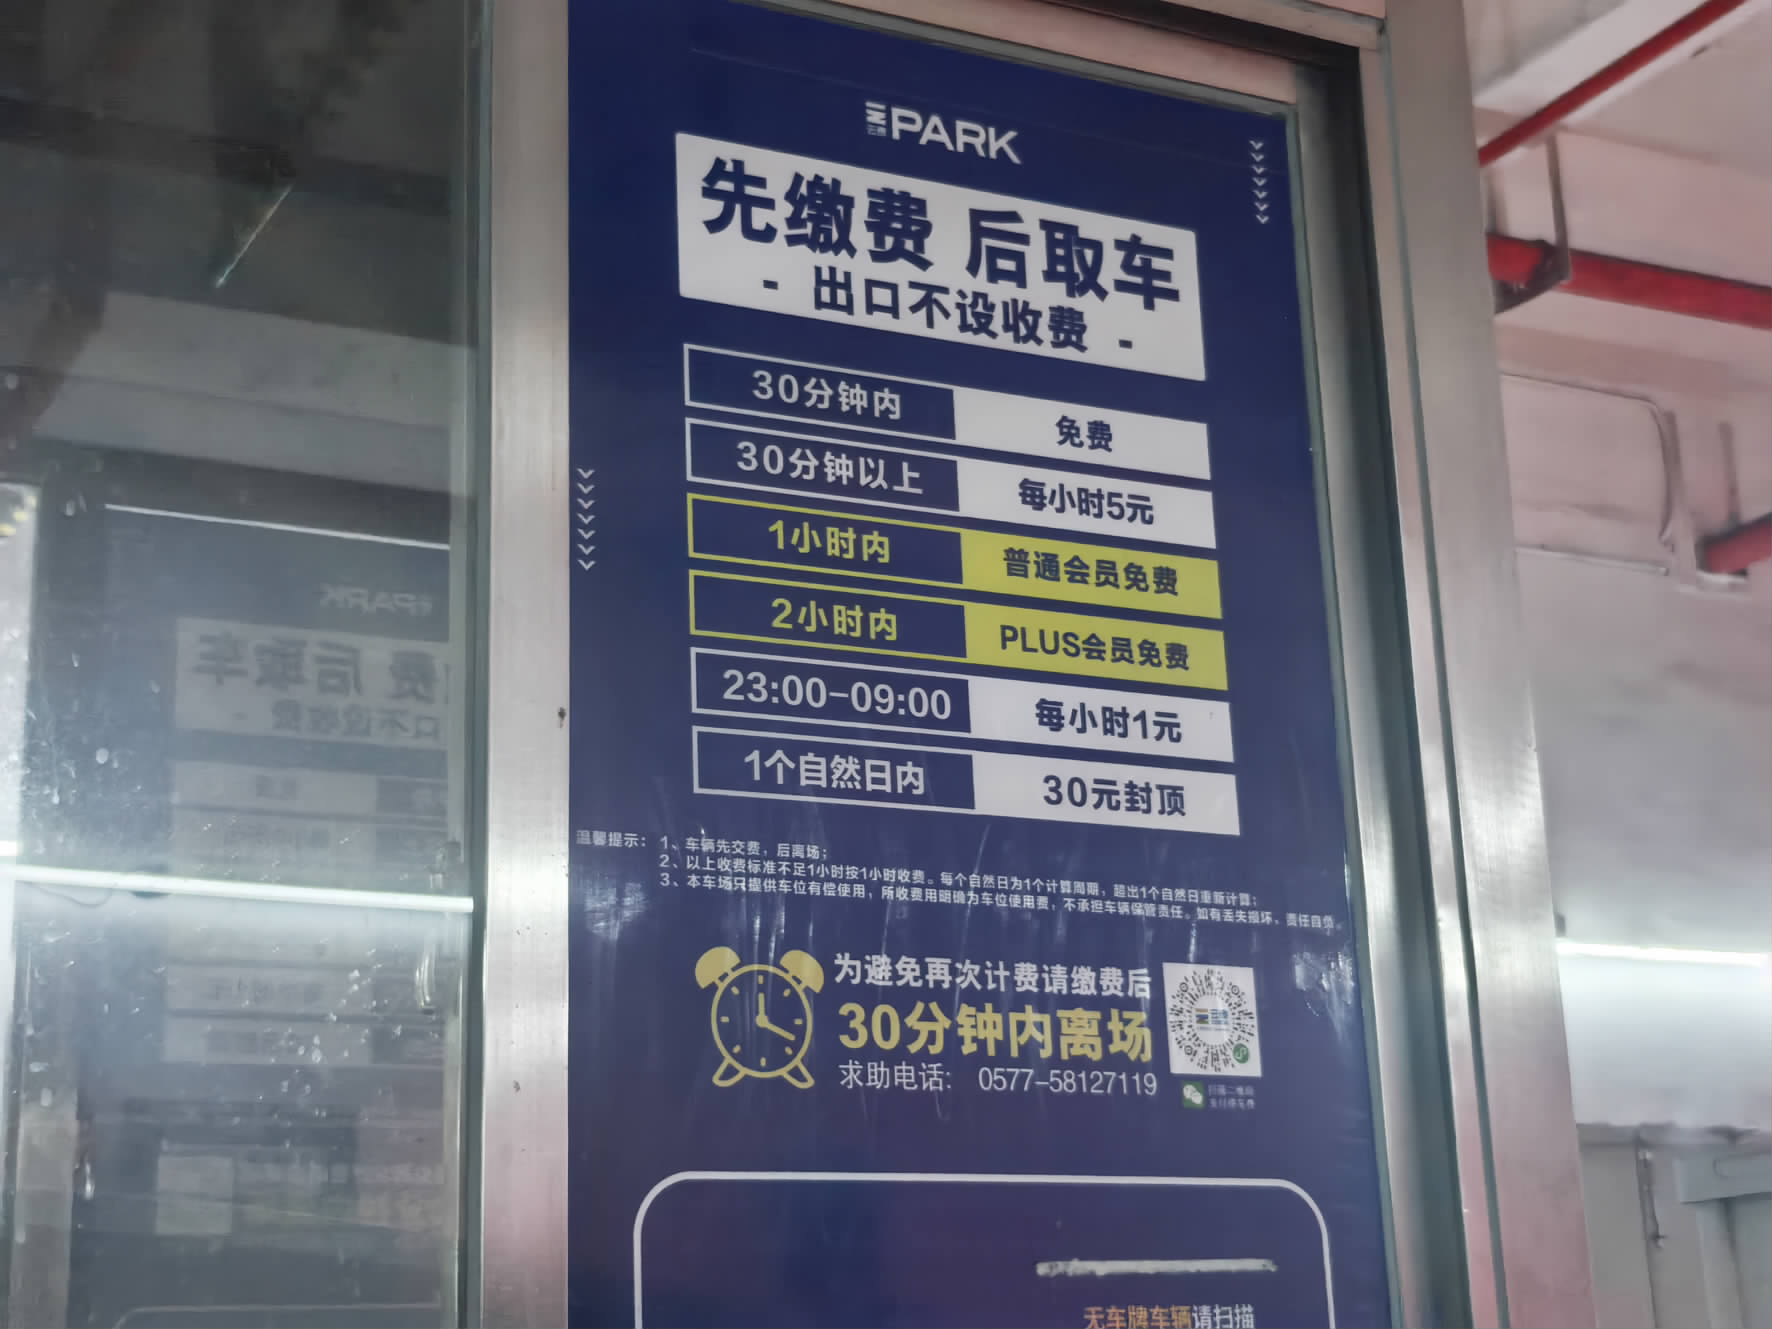 PARK
先缴费 后取车
- 出口不设收费 -
30分钟内 免费
30分钟以上 每小时5元
1小时内 普通会员免费
2小时内 PLUS会员免费
23:00-09:00 每小时1元
1个自然日内 30元封顶
温馨提示：1、车辆先交费，后离场；
2、以上收费标准不足1小时按1小时收费。每个自然日为1个计算周期，超出1个自然日重新计算；
3、本车场只提供车位有偿使用，所收费用明确为车位使用费，不承担车辆保管责任。如有丢失损坏，责任自负。
为避免再次计费请缴费后
30分钟内离场
求助电话： 0577-58127119
扫描二维码
支付停车费
无车牌车辆请扫描